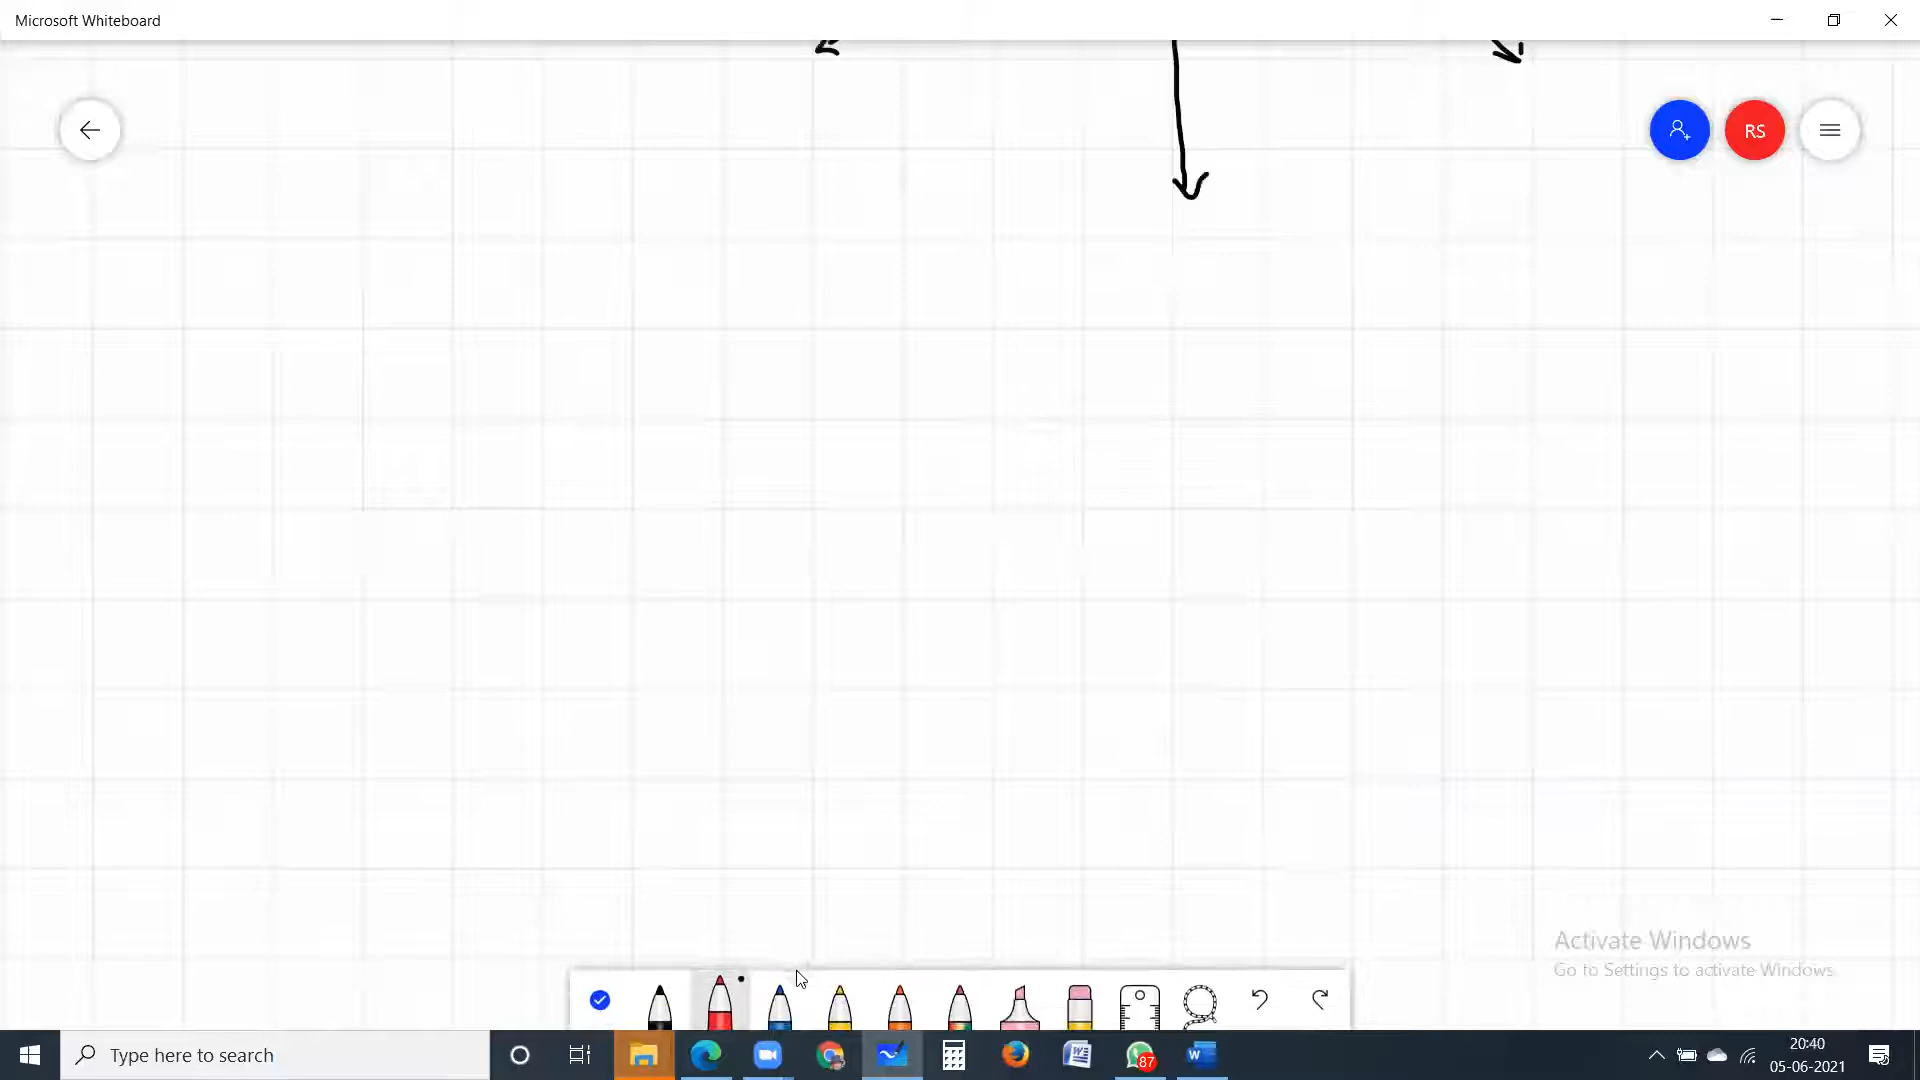 Microsoft Whiteboard
RS
Activate Windows
Go to Settings to activate Windows.
Type here to search
87
W
20:40
05-06-2021